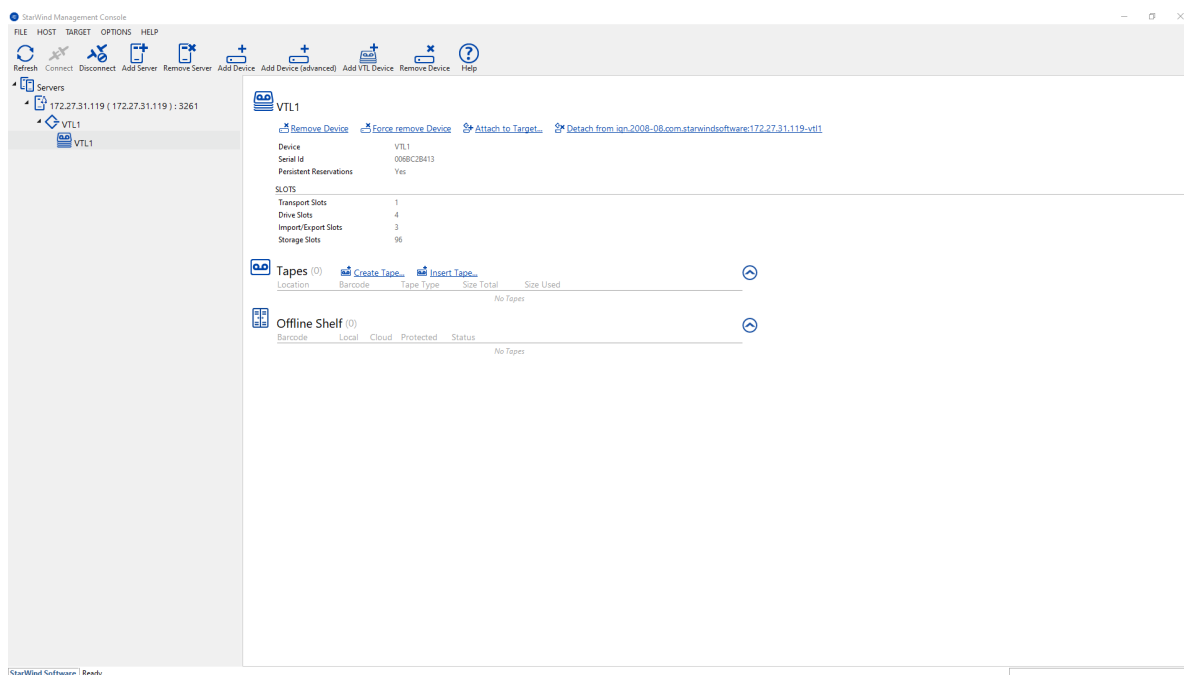 StarWind Management Console
FILE HOST TARGET OPTIONS HELP
Refresh Connect Disconnect Add Server Remove Server Add Device Add Device (advanced) Add VTL Device Remove Device Help
Servers
172.27.31.119 ( 172.27.31.119 ) : 3261
VTL1
VTL1
VTL1
Remove Device Force remove Device Attach to Target... Detach from iqn.2008-08.com.starwindsoftware:172.27.31.119-vtl1
Device VTL1
Serial Id 006BC2B413
Persistent Reservations Yes
SLOTS
Transport Slots 1
Drive Slots 4
Import/Export Slots 3
Storage Slots 96
Tapes (0) Create Tape... Insert Tape...
Location Barcode Tape Type Size Total Size Used
No Tapes
Offline Shelf (0)
Barcode Local Cloud Protected Status
No Tapes
StarWind Software Ready